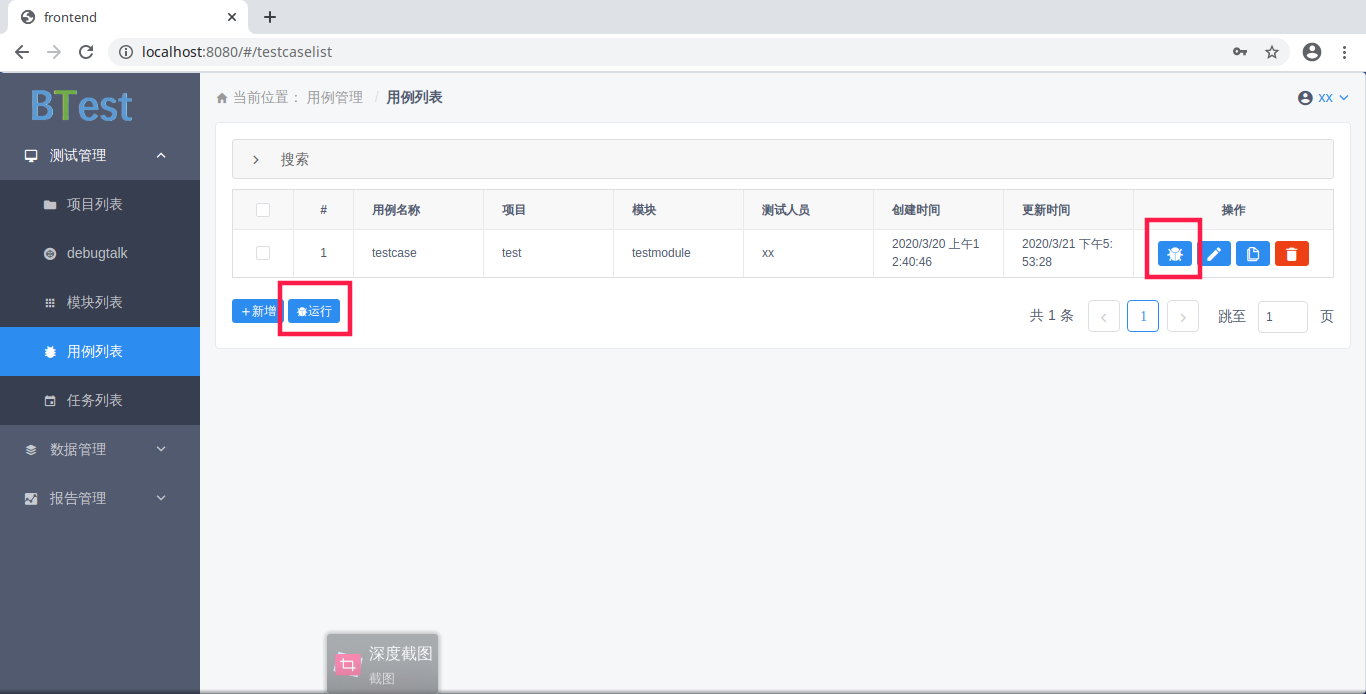 frontend
localhost:8080/#/testcaselist
BTest
当前位置： 用例管理 / 用例列表
xx
测试管理
项目列表
debugtalk
模块列表
用例列表
任务列表
数据管理
报告管理
搜索
# 用例名称 项目 模块 测试人员 创建时间 更新时间 操作
1 testcase test testmodule xx 2020/3/20 上午1 2020/3/21 下午5:
2:40:46 53:28
+新增 运行
共 1 条 1 跳至 1 页
深度截图
截图